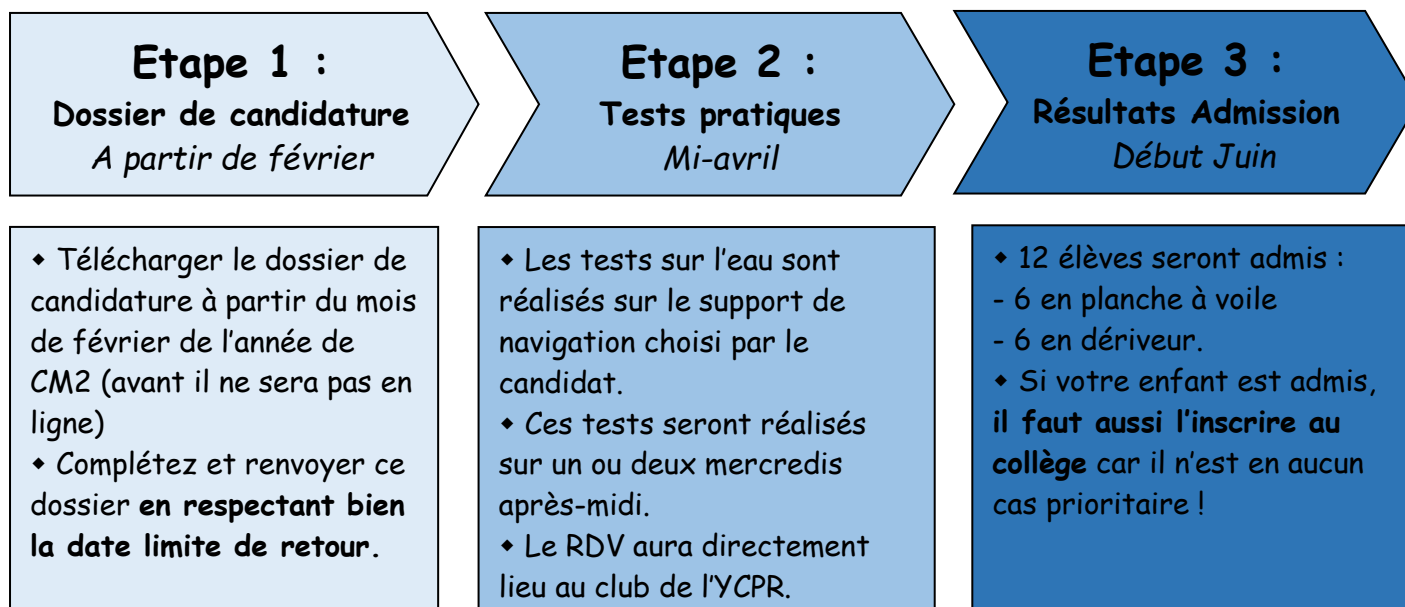 Etape 1 :
Dossier de candidature
A partir de février
Etape 2 :
Tests pratiques
Mi-avril
Etape 3 :
Résultats Admission
Début Juin
◆ Télécharger le dossier de
candidature à partir du mois
de février de l'année de
CM2 (avant il ne sera pas en
ligne)
◆ Complétez et renvoyer ce
dossier en respectant bien
la date limite de retour.
◆ Les tests sur l'eau sont
réalisés sur le support de
navigation choisi par le
candidat.
◆ Ces tests seront réalisés
sur un ou deux mercredis
après-midi.
◆ Le RDV aura directement
lieu au club de l'YCPR.
◆ 12 élèves seront admis :
- 6 en planche à voile
- 6 en dériveur.
◆ Si votre enfant est admis,
il faut aussi l'inscrire au
collège car il n'est en aucun
cas prioritaire !